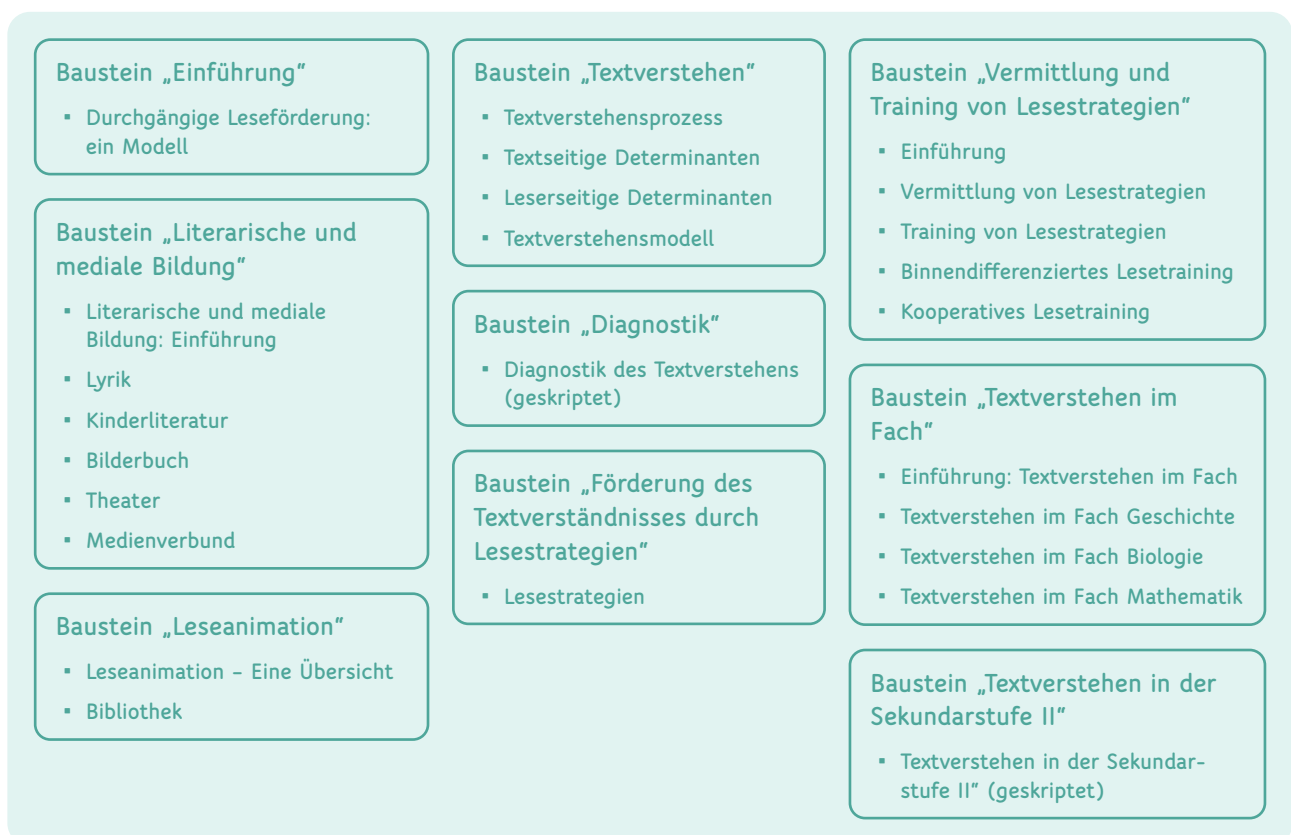 Baustein „Einführung“
▪ Durchgängige Leseförderung:
ein Modell
Baustein „Literarische und
mediale Bildung“
▪ Literarische und mediale
Bildung: Einführung
▪ Lyrik
▪ Kinderliteratur
▪ Bilderbuch
▪ Theater
▪ Medienverbund
Baustein „Leseanimation“
▪ Leseanimation – Eine Übersicht
▪ Bibliothek
Baustein „Textverstehen“
▪ Textverstehensprozess
▪ Textseitige Determinanten
▪ Leserseitige Determinanten
▪ Textverstehensmodell
Baustein „Diagnostik“
▪ Diagnostik des Textverstehens
(geskriptet)
Baustein „Förderung des
Textverständnisses durch
Lesestrategien“
▪ Lesestrategien
Baustein „Vermittlung und
Training von Lesestrategien“
▪ Einführung
▪ Vermittlung von Lesestrategien
▪ Training von Lesestrategien
▪ Binnendifferenziertes Lesetraining
▪ Kooperatives Lesetraining
Baustein „Textverstehen im
Fach“
▪ Einführung: Textverstehen im Fach
▪ Textverstehen im Fach Geschichte
▪ Textverstehen im Fach Biologie
▪ Textverstehen im Fach Mathematik
Baustein „Textverstehen in der
Sekundarstufe II“
▪ Textverstehen in der Sekundar-
stufe II“ (geskriptet)